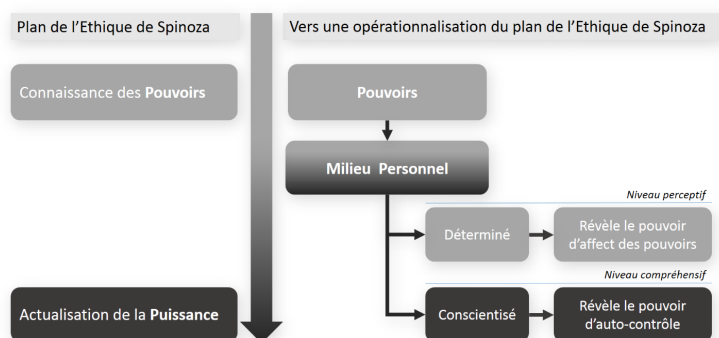 Plan de l'Ethique de Spinoza
Vers une opérationnalisation du plan de l'Ethique de Spinoza
Connaissance des Pouvoirs
Pouvoirs
Milieu Personnel
Niveau perceptif
Déterminé
Révèle le pouvoir
d'affect des pouvoirs
Niveau compréhensif
Actualisation de la Puissance
Conscientisé
Révèle le pouvoir
d'auto-contrôle